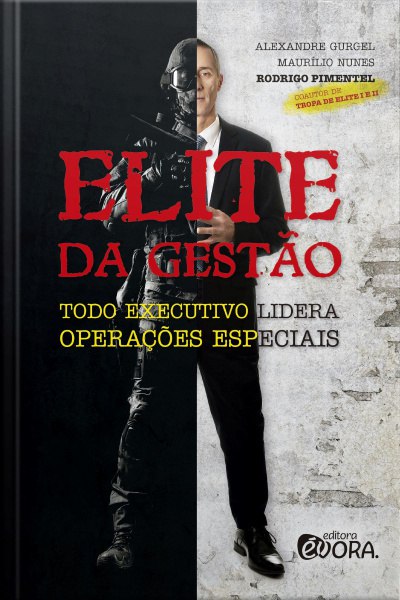 ALEXANDRE GURGEL
MAURÍLIO NUNES
RODRIGO PIMENTEL
COAUTOR DE
TROPA DE ELITE I E II
ELITE
DA GESTÃO
TODO EXECUTIVO LIDERA
OPERAÇÕES ESPECIAIS
editora
ÉVORA.